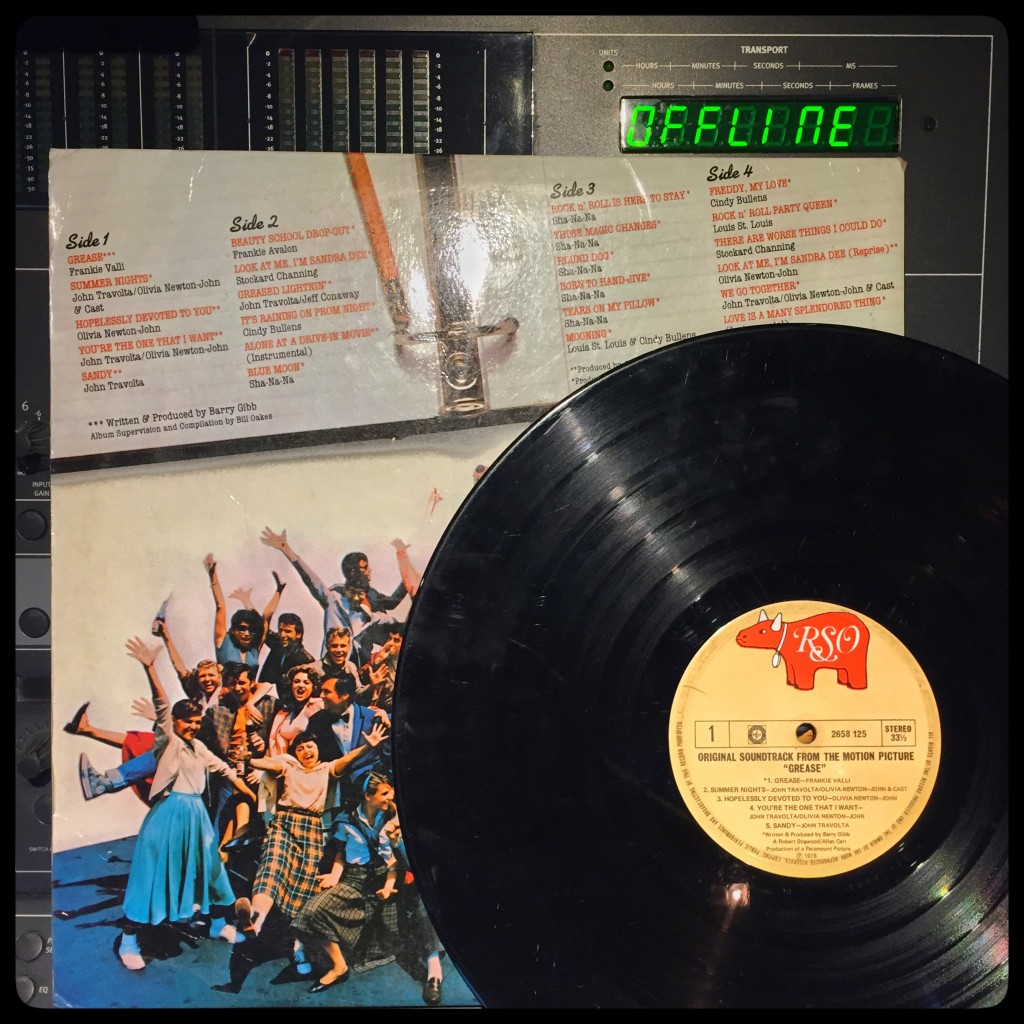 UNITS
TRANSPORT
HOURS MINUTES SECONDS MS
HOURS MINUTES SECONDS FRAMES
OFFLINE
Side 1
GREASE***
Frankie Valli
SUMMER NIGHTS*
John Travolta/Olivia Newton-John
& Cast
HOPELESSLY DEVOTED TO YOU**
Olivia Newton-John
YOU'RE THE ONE THAT I WANT**
John Travolta/Olivia Newton-John
SANDY**
John Travolta
*** Written & Produced by Barry Gibb
Album Supervision and Compilation by Bill Oakes
Side 2
BEAUTY SCHOOL DROP-OUT*
Frankie Avalon
LOOK AT ME, I'M SANDRA DEE*
Stockard Channing
GREASED LIGHTNIN'*
John Travolta/Jeff Conaway
IT'S RAINING ON PROM NIGHT*
Cindy Bullens
ALONE AT A DRIVE-IN MOVIE**
(Instrumental)
BLUE MOON*
Sha-Na-Na
Side 3
ROCK n' ROLL IS HERE TO STAY*
Sha-Na-Na
THOSE MAGIC CHANGES*
Sha-Na-Na
HOUND DOG*
Sha-Na-Na
BORN TO HAND-JIVE*
Sha-Na-Na
TEARS ON MY PILLOW*
Sha-Na-Na
MOONING*
Louis St. Louis & Cindy Bullens
**Produced by
*Prod
Side 4
FREDDY, MY LOVE*
Cindy Bullens
ROCK n' ROLL PARTY QUEEN*
Louis St. Louis
THERE ARE WORSE THINGS I COULD DO*
Stockard Channing
LOOK AT ME, I'M SANDRA DEE (Reprise)**
Olivia Newton-John
WE GO TOGETHER*
John Travolta/Olivia Newton-John & Cast
LOVE IS A MANY SPLENDORED THING*
INPUT
GAIN
SWITCH
EQ
RSO
1
2658 125
STEREO
33⅓
ORIGINAL SOUNDTRACK FROM THE MOTION PICTURE
"GREASE"
*1. GREASE—FRANKIE VALLI
2. SUMMER NIGHTS—JOHN TRAVOLTA/OLIVIA NEWTON-JOHN & CAST
3. HOPELESSLY DEVOTED TO YOU—OLIVIA NEWTON-JOHN
4. YOU'RE THE ONE THAT I WANT—
JOHN TRAVOLTA/OLIVIA NEWTON-JOHN
5. SANDY—JOHN TRAVOLTA
*Written & Produced by Barry Gibb
A Robert Stigwood/Allan Carr
Production of a Paramount Picture
℗ 1978